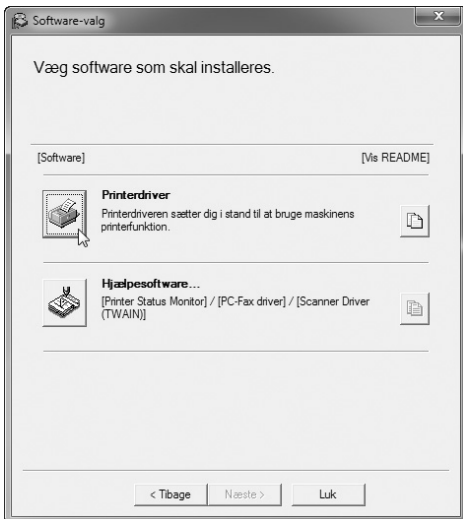 Software-valg
Væg software som skal installeres.
[Software] [Vis README]
Printerdriver
Printerdriveren sætter dig i stand til at bruge maskinens
printerfunktion.
Hjælpesoftware...
[Printer Status Monitor] / [PC-Fax driver] / [Scanner Driver
(TWAIN)]
< Tibage Næste > Luk